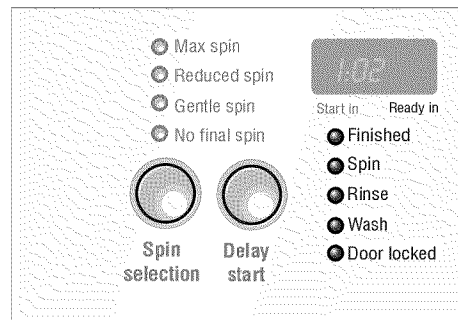 Max spin
Reduced spin
Gentle spin
No final spin
1:02
Start in Ready in
Finished
Spin
Rinse
Wash
Door locked
Spin selection
Delay start